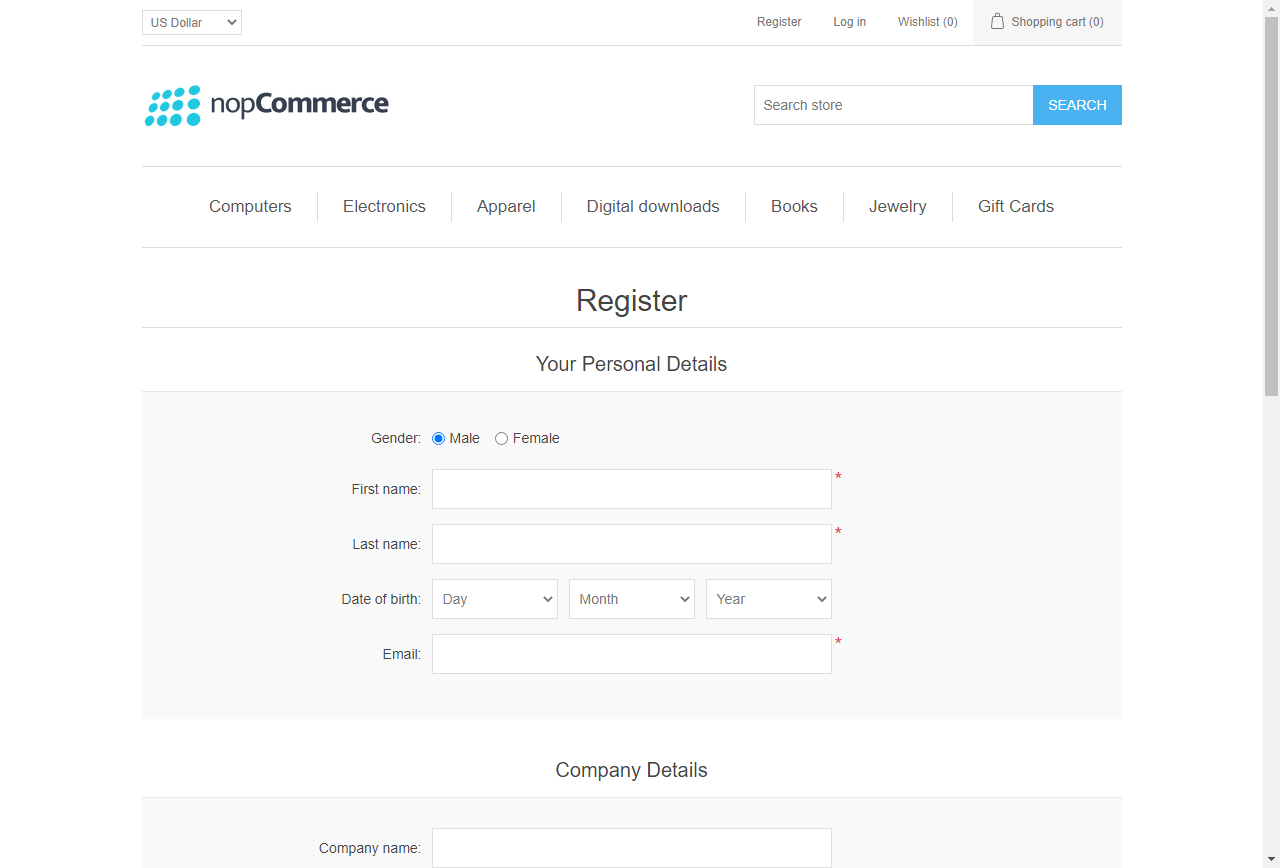 US Dollar Register Log in Wishlist (0) Shopping cart (0)
nopCommerce Search store SEARCH
Computers Electronics Apparel Digital downloads Books Jewelry Gift Cards
Register
Your Personal Details
Gender: Male Female
First name: *
Last name: *
Date of birth: Day Month Year
Email: *
Company Details
Company name: